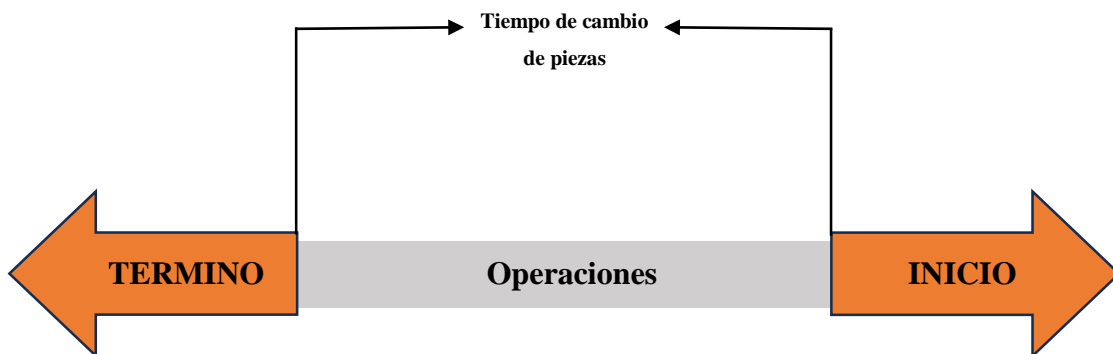 Tiempo de cambio
de piezas
TERMINO
Operaciones
INICIO